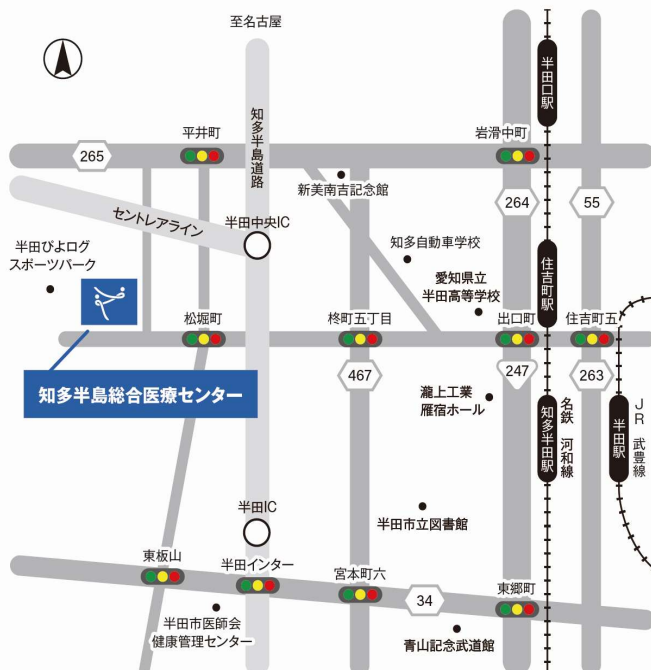 至名古屋
知多半島道路
半田口駅
平井町
岩滑中町
265
新美南吉記念館
264
55
セントレアライン
半田中央IC
知多自動車学校
半田ぴよログ
スポーツパーク
愛知県立
半田高等学校
住吉町駅
松堀町
柊町五丁目
出口町
住吉町五
知多半島総合医療センター
467
247
263
瀧上工業
雁宿ホール
知多半田駅
名鉄 河和線
半田駅
JR 武豊線
半田IC
半田市立図書館
東板山
半田インター
宮本町六
34
東郷町
半田市医師会
健康管理センター
青山記念武道館